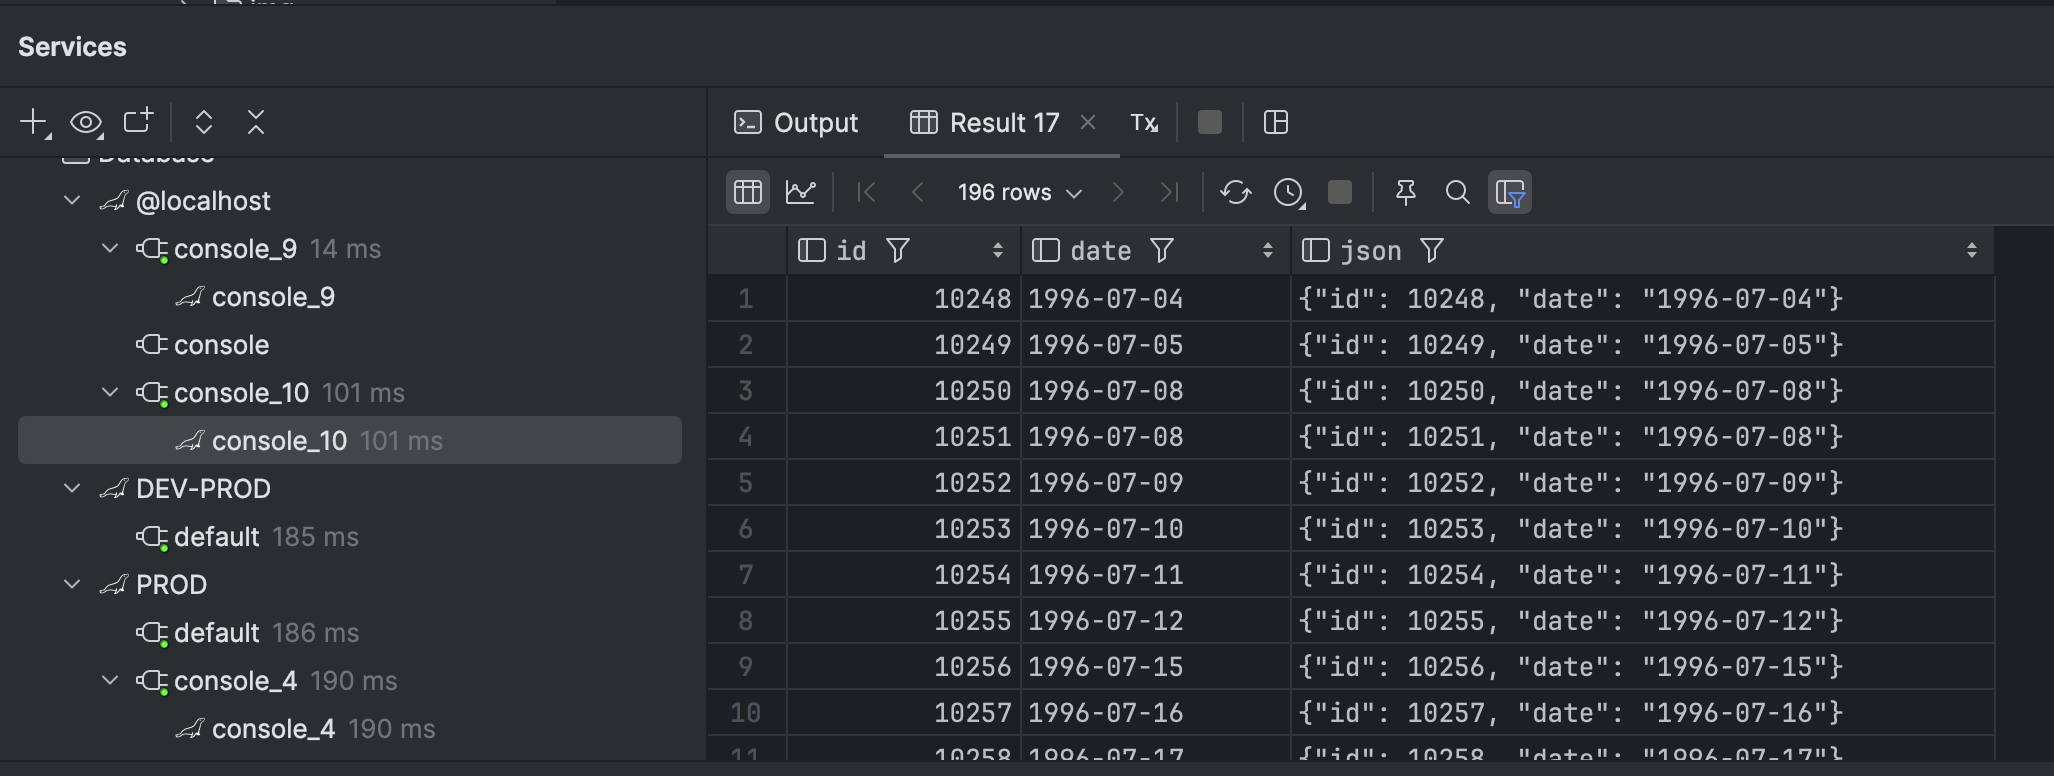 Services
Database
@localhost
console_9 14 ms
console_9
console
console_10 101 ms
console_10 101 ms
DEV-PROD
default 185 ms
PROD
default 186 ms
console_4 190 ms
console_4 190 ms
Output Result 17 Tx
196 rows
id date json
1 10248 1996-07-04 {"id": 10248, "date": "1996-07-04"}
2 10249 1996-07-05 {"id": 10249, "date": "1996-07-05"}
3 10250 1996-07-08 {"id": 10250, "date": "1996-07-08"}
4 10251 1996-07-08 {"id": 10251, "date": "1996-07-08"}
5 10252 1996-07-09 {"id": 10252, "date": "1996-07-09"}
6 10253 1996-07-10 {"id": 10253, "date": "1996-07-10"}
7 10254 1996-07-11 {"id": 10254, "date": "1996-07-11"}
8 10255 1996-07-12 {"id": 10255, "date": "1996-07-12"}
9 10256 1996-07-15 {"id": 10256, "date": "1996-07-15"}
10 10257 1996-07-16 {"id": 10257, "date": "1996-07-16"}
11 10258 1996-07-17 {"id": 10258, "date": "1996-07-17"}